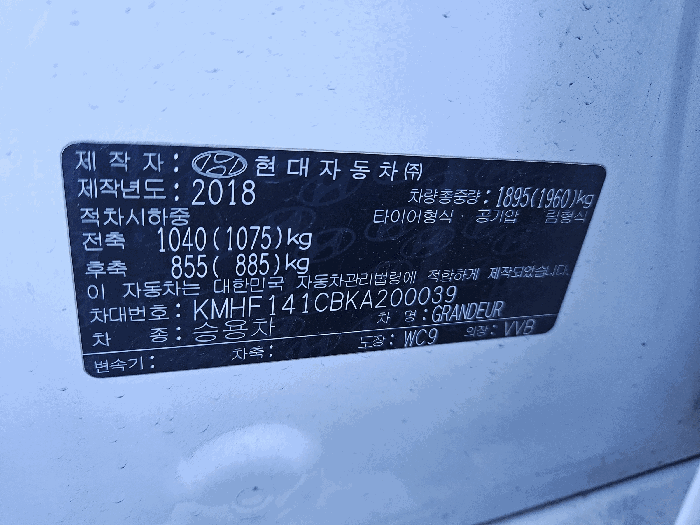 제 작 자 : 현대자동차㈜
제작년도 : 2018 차량총중량 : 1895(1960)kg
적차시하중 타이어형식 · 공기압 림형식
전축 1040(1075)kg
후축 855( 885)kg
이 자동차는 대한민국 자동차관리법령에 적합하게 제작되었습니다.
차대번호 : KMHF141CBKA200039
차 종 : 승용차 차 명 : GRANDEUR
변속기 : 차축 : 도장 : WC9 외장 : VVB